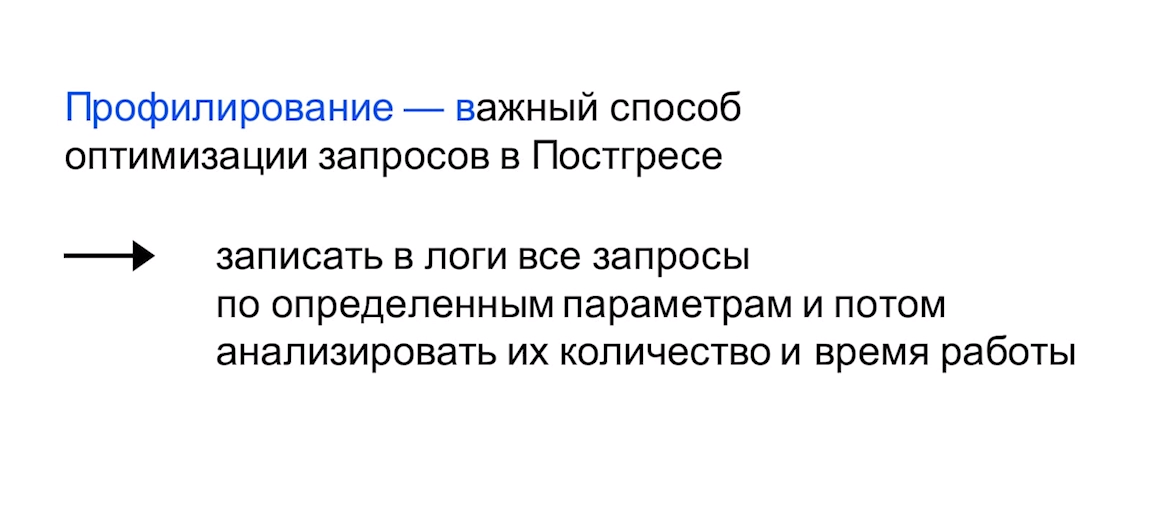 Профилирование — важный способ
оптимизации запросов в Постгресе
записать в логи все запросы
по определенным параметрам и потом
анализировать их количество и время работы